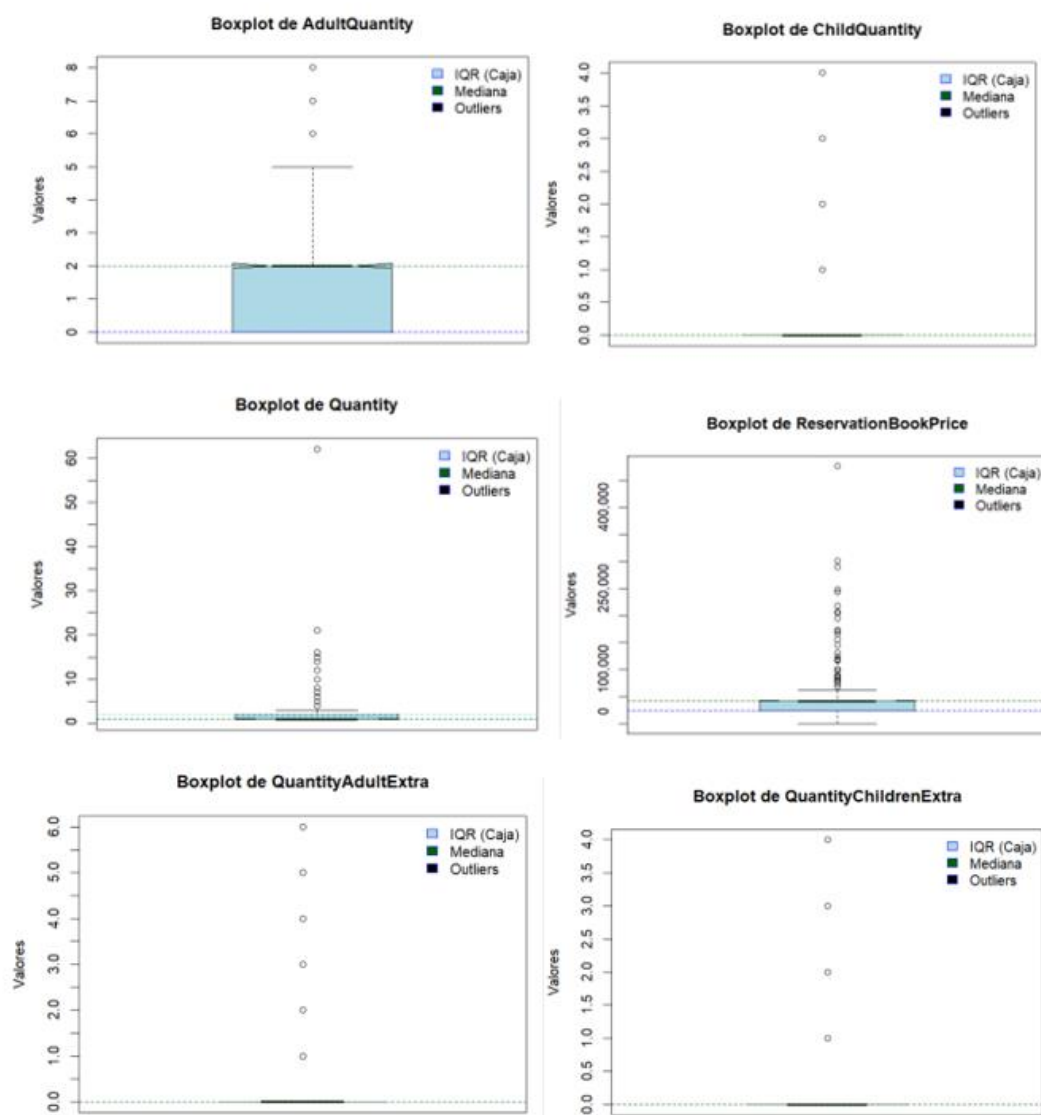 Boxplot de AdultQuantity
8
7
6
5
4
3
2
1
0
Valores
IQR (Caja)
Mediana
Outliers
Boxplot de ChildQuantity
4.0
3.5
3.0
2.5
2.0
1.5
1.0
0.5
0.0
Valores
IQR (Caja)
Mediana
Outliers
Boxplot de Quantity
60
50
40
30
20
10
0
Valores
IQR (Caja)
Mediana
Outliers
Boxplot de ReservationBookPrice
400,000
250,000
100,000
0
Valores
IQR (Caja)
Mediana
Outliers
Boxplot de QuantityAdultExtra
6.0
5.0
4.0
3.0
2.0
1.0
0.0
Valores
IQR (Caja)
Mediana
Outliers
Boxplot de QuantityChildrenExtra
4.0
3.5
3.0
2.5
2.0
1.5
1.0
0.5
0.0
Valores
IQR (Caja)
Mediana
Outliers